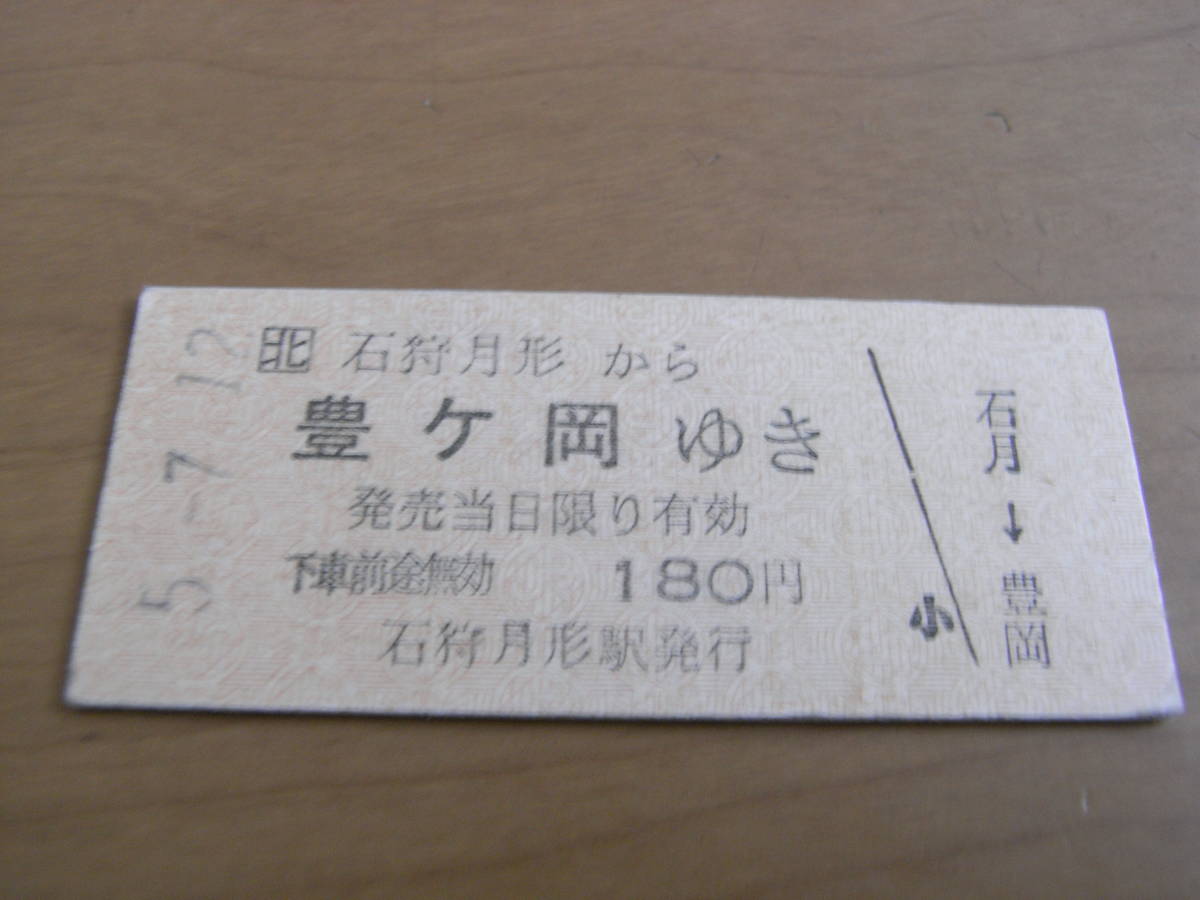 5-7-12
北 石狩月形 から
豊ケ岡 ゆき
発売当日限り有効
下車前途無効 180円
石狩月形駅発行
小
石月→豊岡